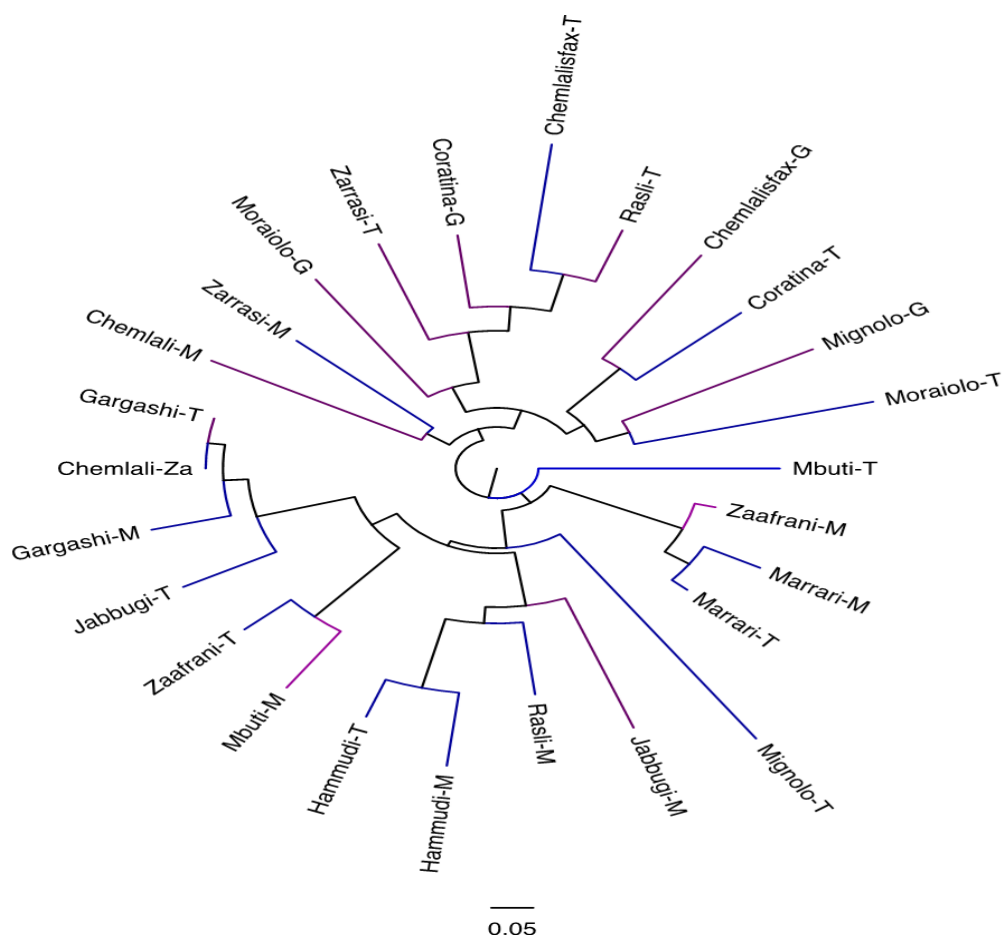 Chemlalisfax-T
Rasli-T
Chemlalisfax-G
Coratina-T
Mignolo-G
Moraiolo-T
Mbuti-T
Zaafrani-M
Marrari-M
Marrari-T
Mignolo-T
Jabbugi-M
Rasli-M
Hammudi-M
Hammudi-T
Mbuti-M
Zaafrani-T
Jabbugi-T
Gargashi-M
Chemlali-Za
Gargashi-T
Chemlali-M
Zarrasi-M
Moraiolo-G
Zarrasi-T
Coratina-G
0.05